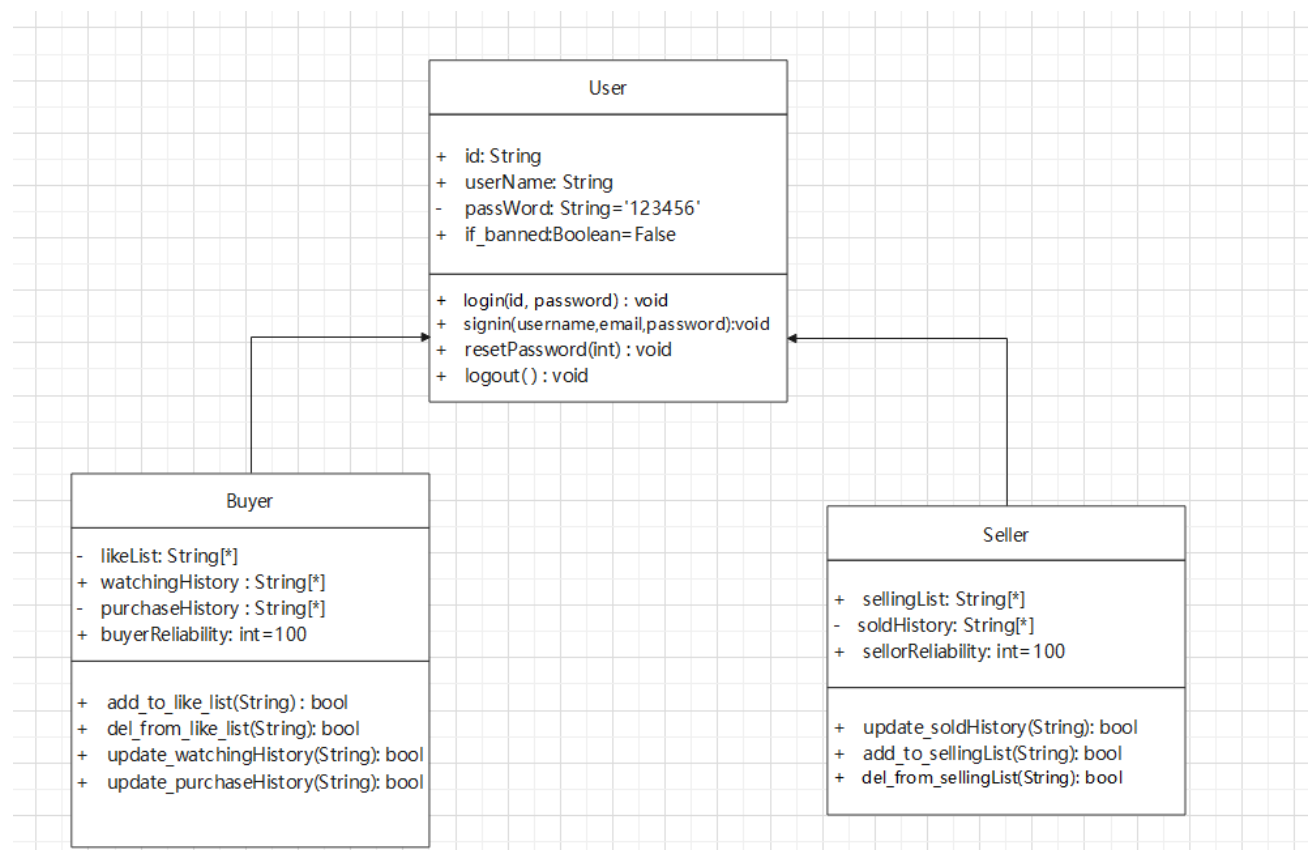 User
+ id: String
+ userName: String
- passWord: String='123456'
+ if_banned:Boolean=False
+ login(id, password) : void
+ signin(username,email,password):void
+ resetPassword(int) : void
+ logout( ) : void
Buyer
- likeList: String[*]
+ watchingHistory : String[*]
- purchaseHistory : String[*]
+ buyerReliability: int=100
+ add_to_like_list(String) : bool
+ del_from_like_list(String): bool
+ update_watchingHistory(String): bool
+ update_purchaseHistory(String): bool
Seller
+ sellingList: String[*]
- soldHistory: String[*]
+ sellorReliability: int=100
+ update_soldHistory(String): bool
+ add_to_sellingList(String): bool
+ del_from_sellingList(String): bool